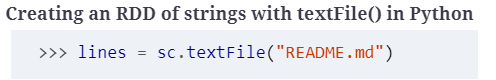 Creating an RDD of strings with textFile() in Python
>>> lines = sc.textFile("README.md")